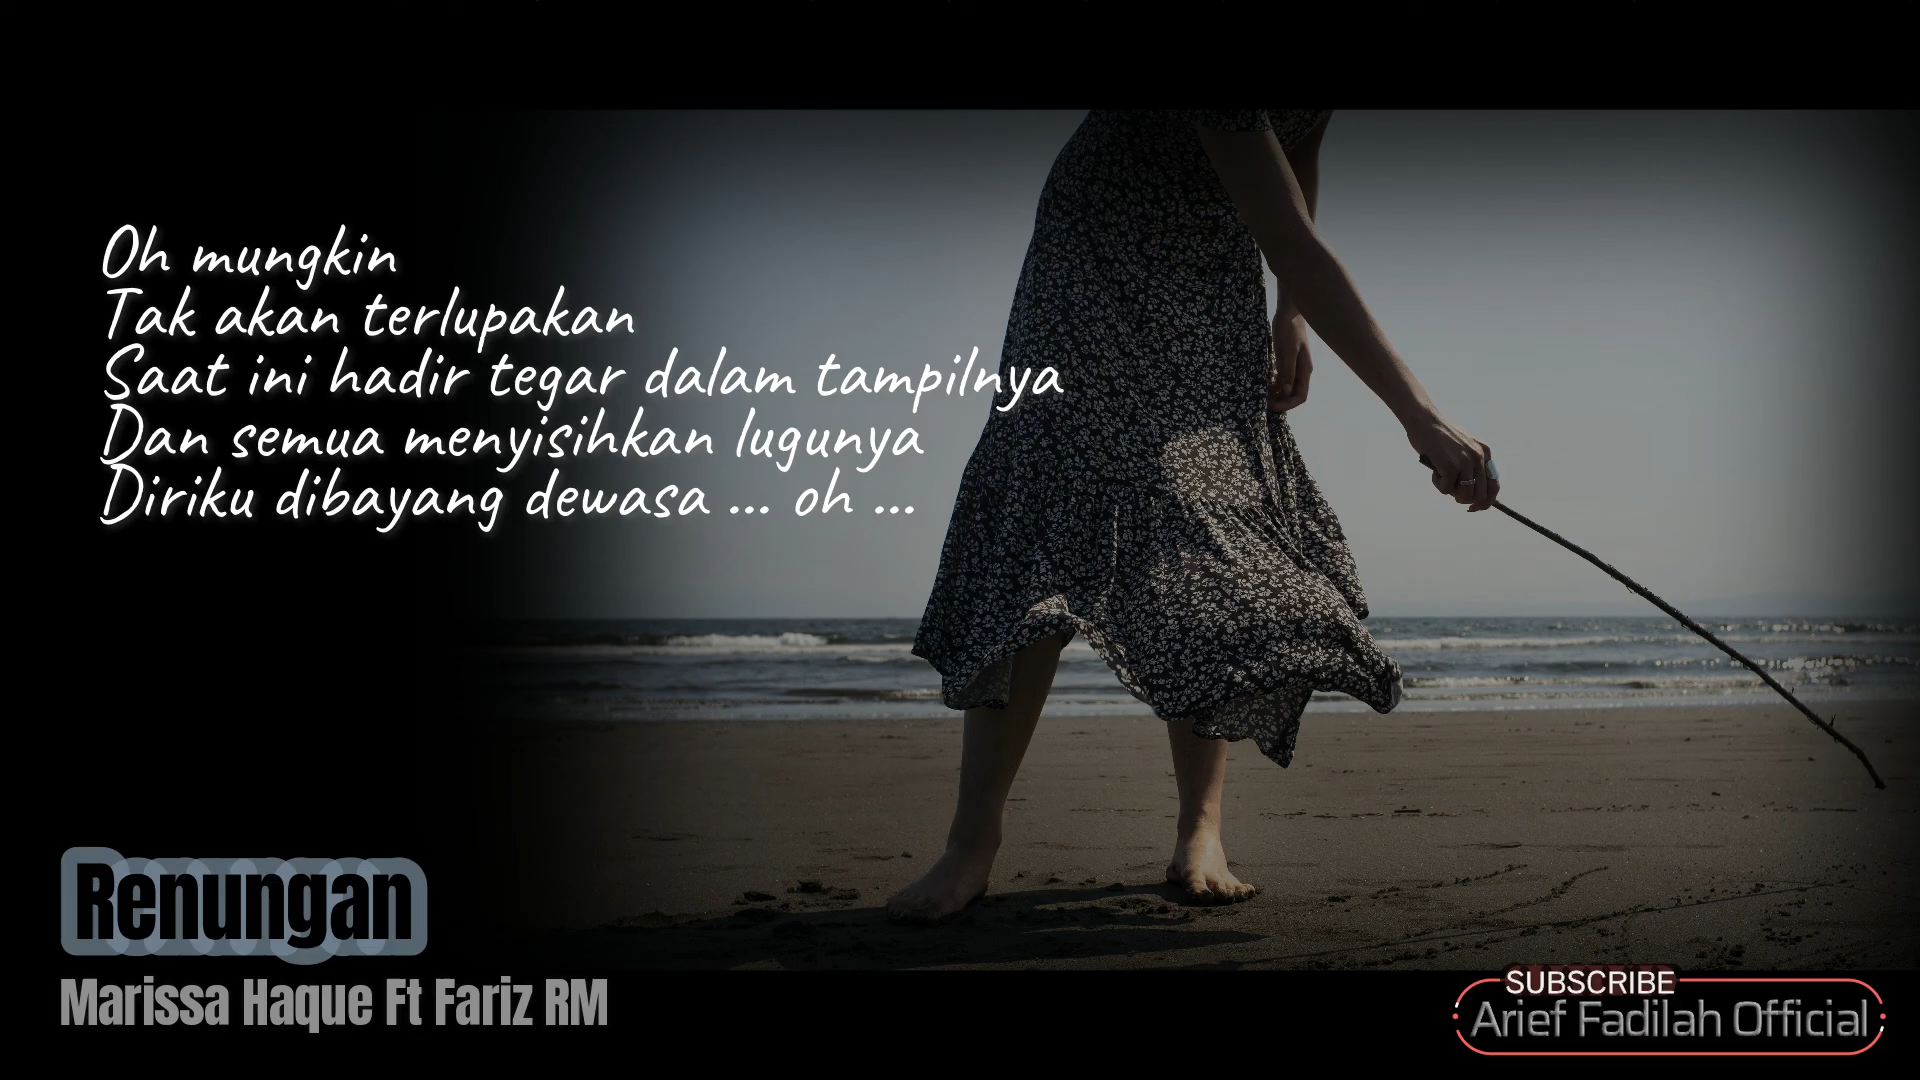 Oh mungkin
Tak akan terlupakan
Saat ini hadir tegar dalam tampilnya
Dan semua menyisihkan lugunya
Diriku dibayang dewasa ... oh ...
Renungan
Marissa Haque Ft Fariz RM
SUBSCRIBE
Arief Fadilah Official